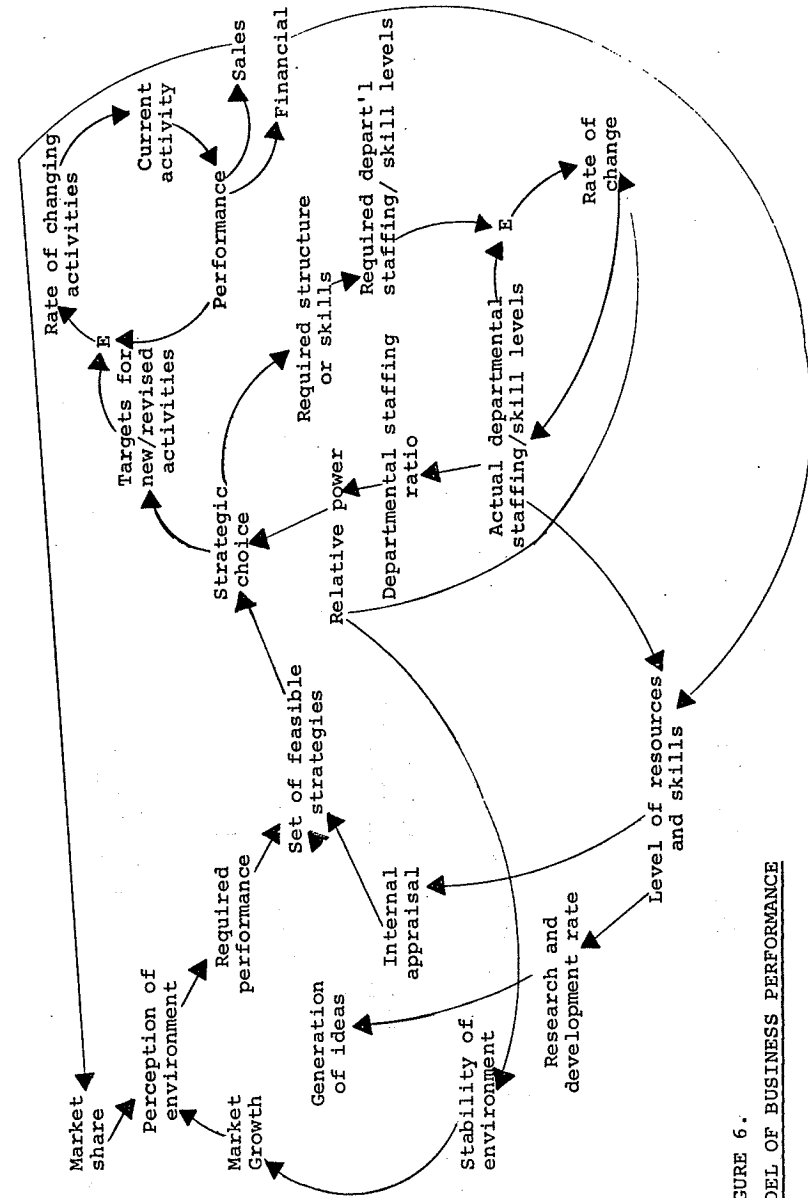 Market
share
Perception of
environment
Market
Growth
Required
performance
Generation
of ideas
Stability of
environment
Internal
appraisal
Research and
development rate
Set of feasible
strategies
Level of resources
and skills
Strategic
choice
Relative power
Departmental staffing
ratio
Actual departmental
staffing/skill levels
Targets for
new/revised
activities
E
Rate of changing
activities
Current
activity
Performance
Sales
Financial
Required structure
or skills
Required depart'l
staffing/ skill levels
E
Rate of
change
GURE 6.
DEL OF BUSINESS PERFORMANCE